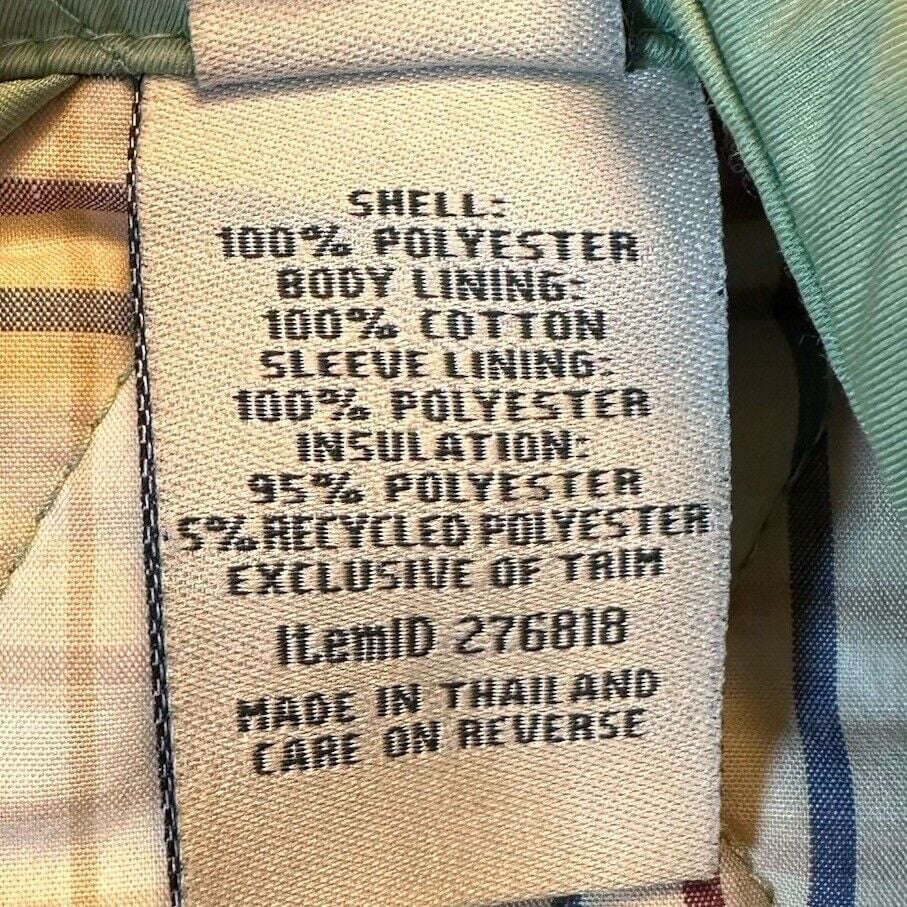 SHELL:
100% POLYESTER
BODY LINING:
100% COTTON
SLEEVE LINING:
100% POLYESTER
INSULATION:
95% POLYESTER
5% RECYCLED POLYESTER
EXCLUSIVE OF TRIM
ItemID 276818
MADE IN THAILAND
CARE ON REVERSE